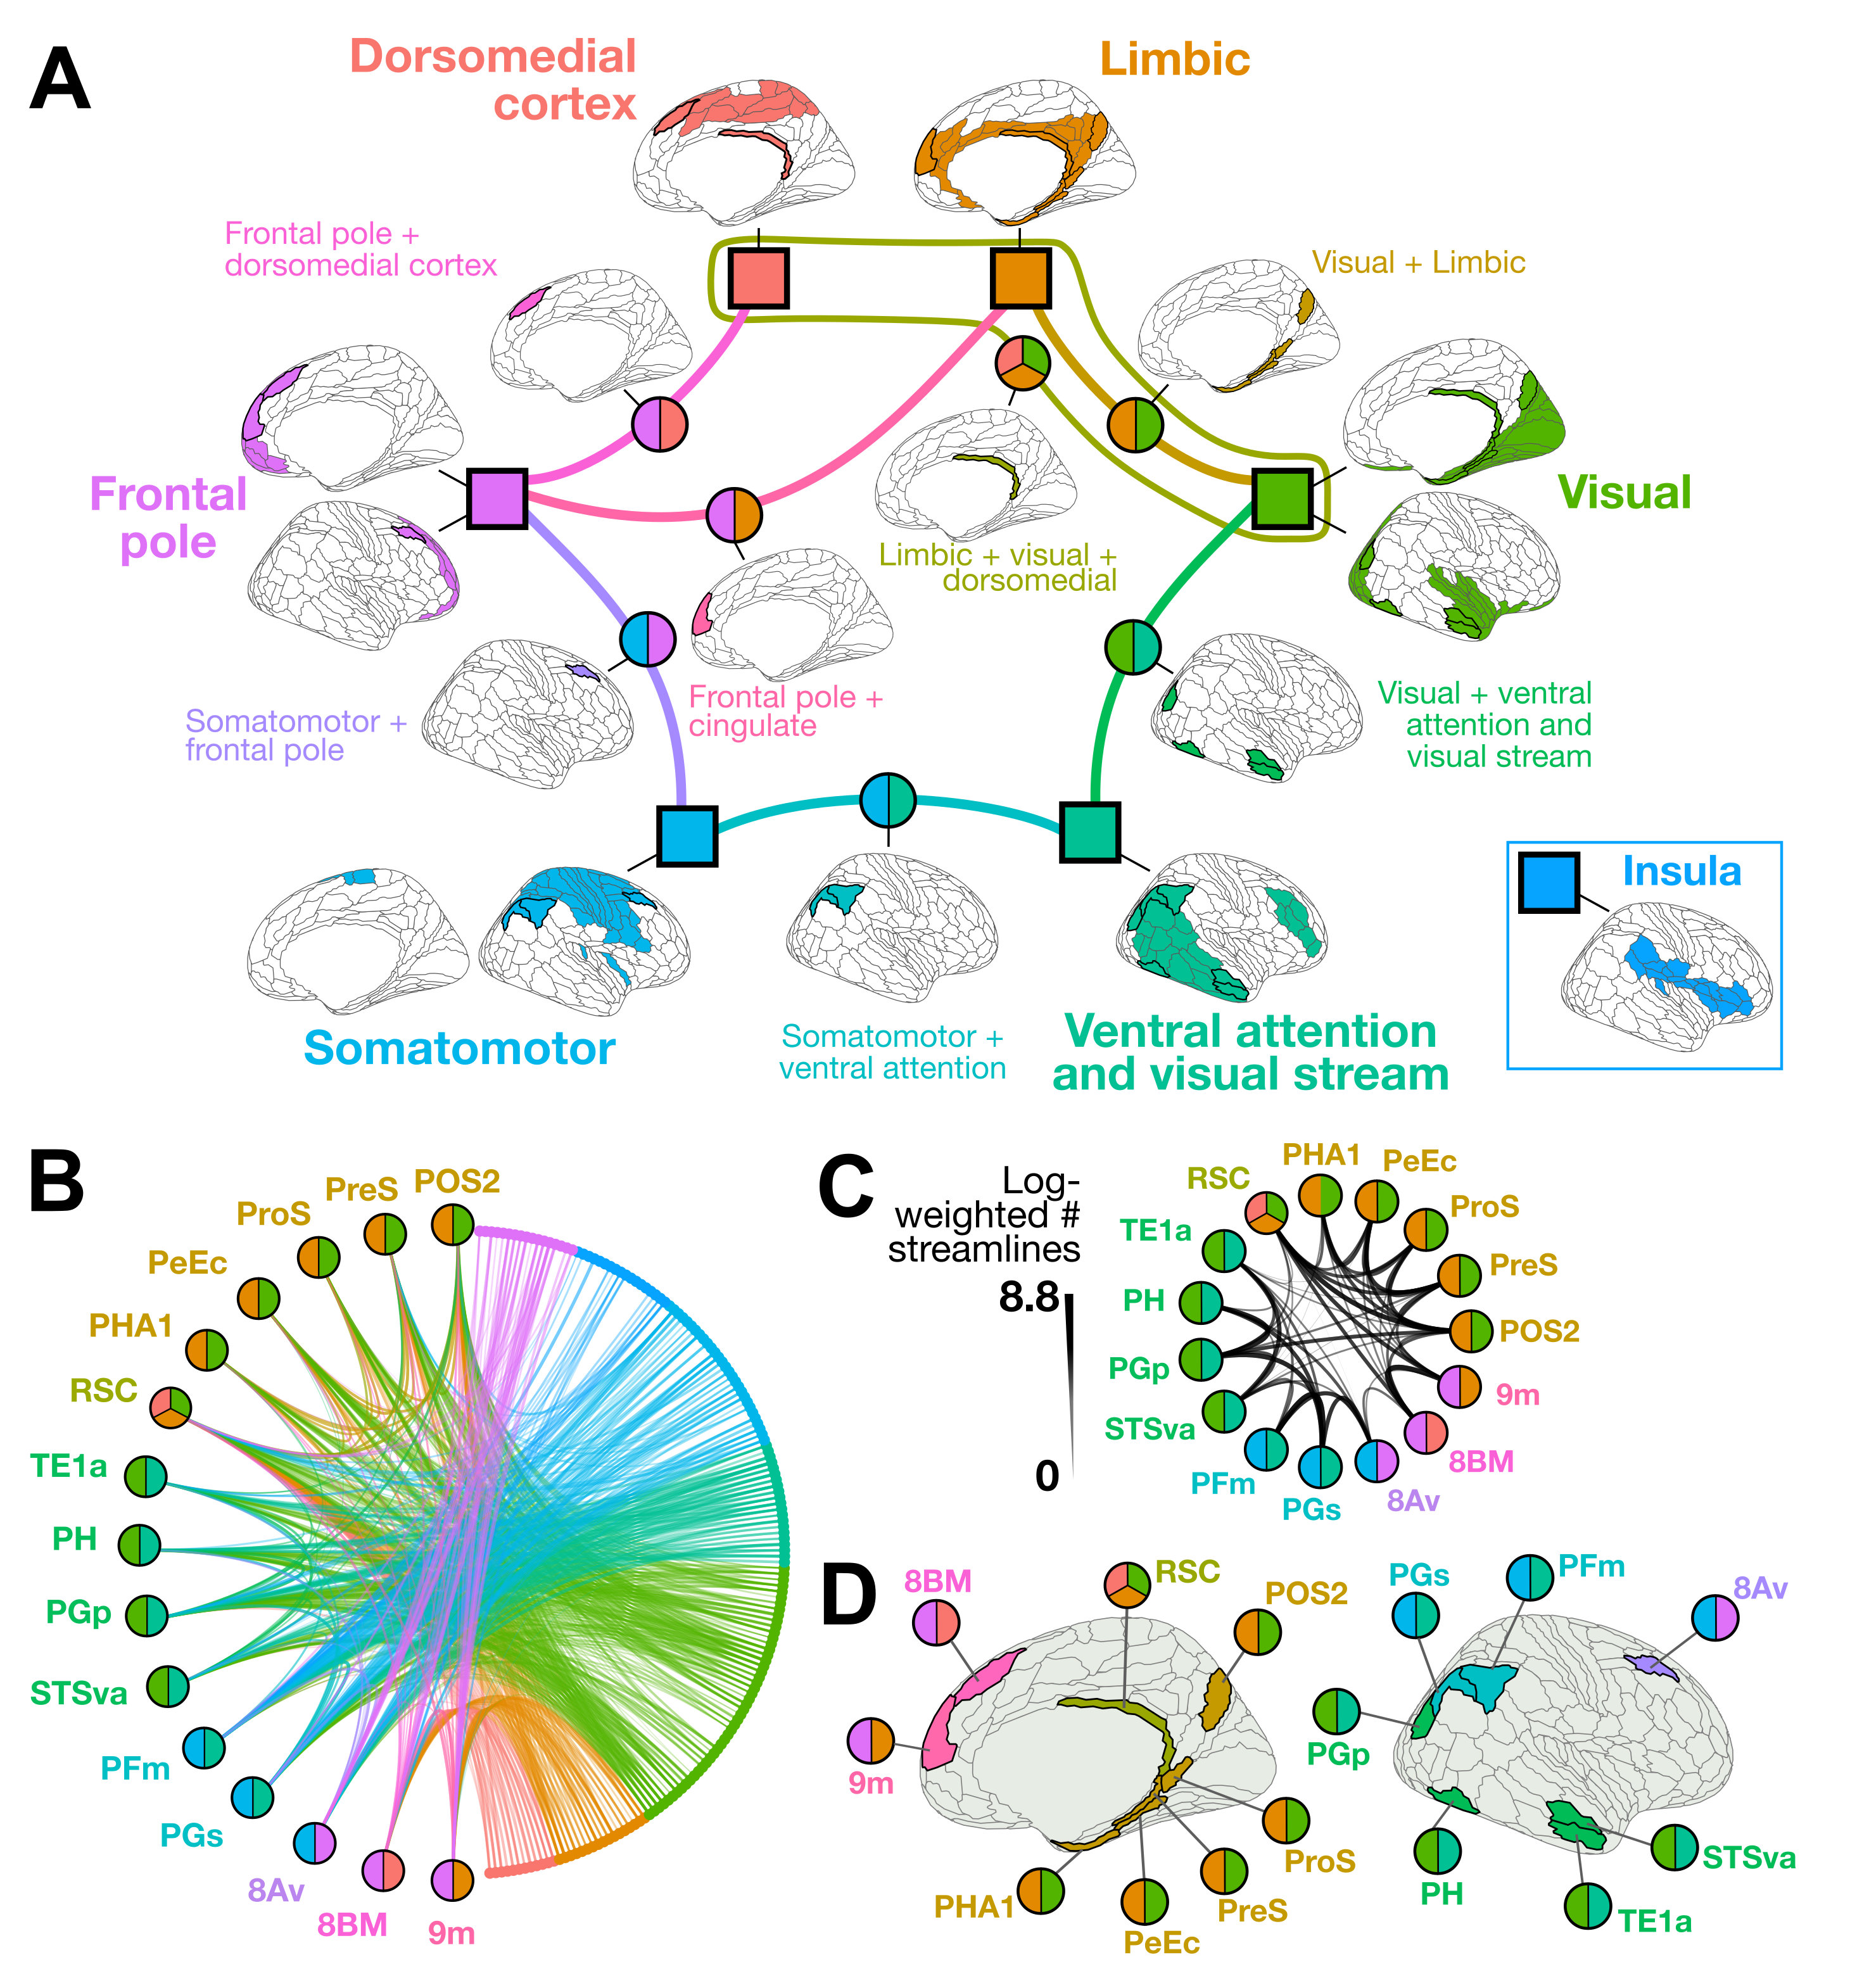 A
Dorsomedial
cortex
Limbic
Frontal pole +
dorsomedial cortex
Visual + Limbic
Frontal
pole
Visual
Limbic + visual +
dorsomedial
Somatomotor +
frontal pole
Frontal pole +
cingulate
Visual + ventral
attention and
visual stream
Insula
Somatomotor
Somatomotor +
ventral attention
Ventral attention
and visual stream
B
POS2
PreS
ProS
PeEc
PHA1
RSC
TE1a
PH
PGp
STSva
PFm
PGs
8Av
8BM
9m
C
Log-
weighted #
streamlines
8.8
0
PHA1
PeEc
RSC
ProS
TE1a
PreS
PH
POS2
PGp
9m
STSva
8BM
PFm
8Av
PGs
D
8BM
RSC
POS2
9m
ProS
PHA1
PreS
PeEc
PGs
PFm
8Av
PGp
STSva
PH
TE1a